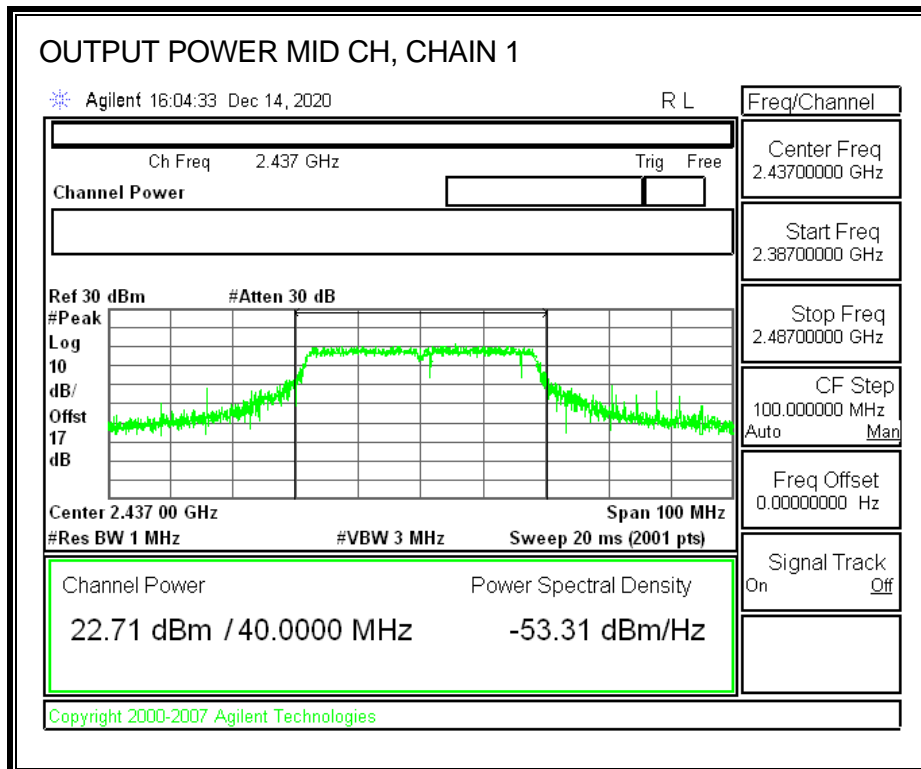 OUTPUT POWER MID CH, CHAIN 1
Agilent 16:04:33 Dec 14, 2020 R L
Ch Freq 2.437 GHz Trig Free
Channel Power
Ref 30 dBm #Atten 30 dB
#Peak
Log
10
dB/
Offst
17
dB
Center 2.437 00 GHz Span 100 MHz
#Res BW 1 MHz #VBW 3 MHz Sweep 20 ms (2001 pts)
Channel Power Power Spectral Density
22.71 dBm / 40.0000 MHz -53.31 dBm/Hz
Copyright 2000-2007 Agilent Technologies
Freq/Channel
Center Freq
2.43700000 GHz
Start Freq
2.38700000 GHz
Stop Freq
2.48700000 GHz
CF Step
100.000000 MHz
Auto Man
Freq Offset
0.00000000 Hz
Signal Track
On Off